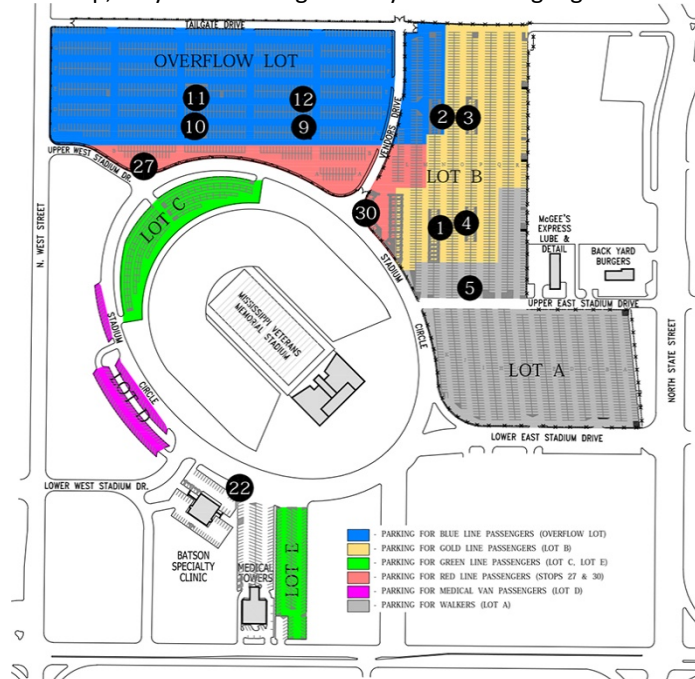 TAILGATE DRIVE
OVERFLOW LOT
11
12
10
9
2
3
VENDORS DRIVE
UPPER WEST STADIUM DR.
27
LOT B
30
LOT C
1
4
N. WEST STREET
McGEE'S
EXPRESS
LUBE &
DETAIL
BACK YARD
BURGERS
5
STADIUM
CIRCLE
UPPER EAST STADIUM DRIVE
MISSISSIPPI VETERANS
MEMORIAL STADIUM
STADIUM
CIRCLE
LOT A
NORTH STATE STREET
LOT D
LOWER EAST STADIUM DRIVE
LOWER WEST STADIUM DR.
22
BATSON
SPECIALTY
CLINIC
MEDICAL
TOWERS
LOT E
- PARKING FOR BLUE LINE PASSENGERS (OVERFLOW LOT)
- PARKING FOR GOLD LINE PASSENGERS (LOT B)
- PARKING FOR GREEN LINE PASSENGERS (LOT C, LOT E)
- PARKING FOR RED LINE PASSENGERS (STOPS 27 & 30)
- PARKING FOR MEDICAL VAN PASSENGERS (LOT D)
- PARKING FOR WALKERS (LOT A)